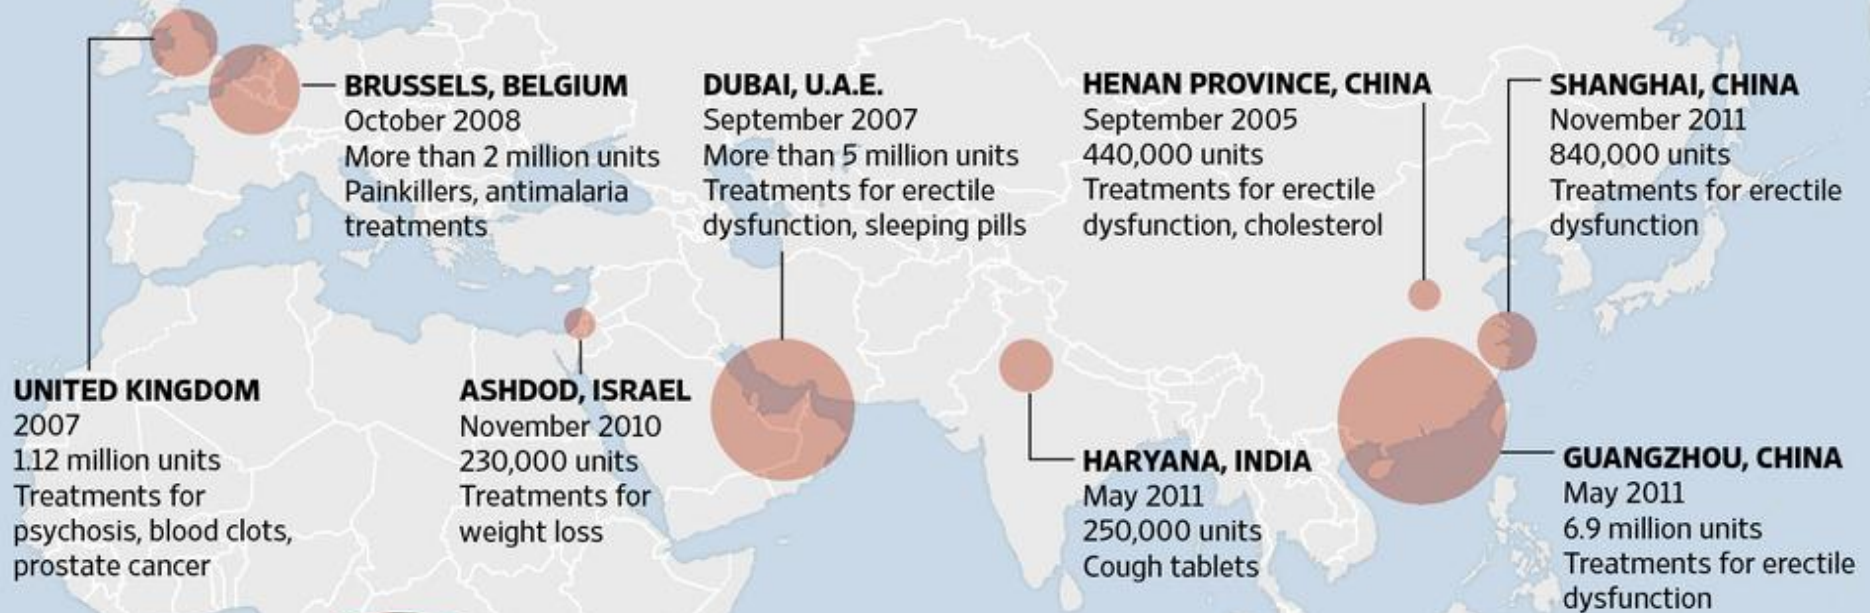 BRUSSELS, BELGIUM
October 2008
More than 2 million units
Painkillers, antimalaria
treatments
DUBAI, U.A.E.
September 2007
More than 5 million units
Treatments for erectile
dysfunction, sleeping pills
HENAN PROVINCE, CHINA
September 2005
440,000 units
Treatments for erectile
dysfunction, cholesterol
SHANGHAI, CHINA
November 2011
840,000 units
Treatments for erectile
dysfunction
UNITED KINGDOM
2007
1.12 million units
Treatments for
psychosis, blood clots,
prostate cancer
ASHDOD, ISRAEL
November 2010
230,000 units
Treatments for
weight loss
HARYANA, INDIA
May 2011
250,000 units
Cough tablets
GUANGZHOU, CHINA
May 2011
6.9 million units
Treatments for erectile
dysfunction